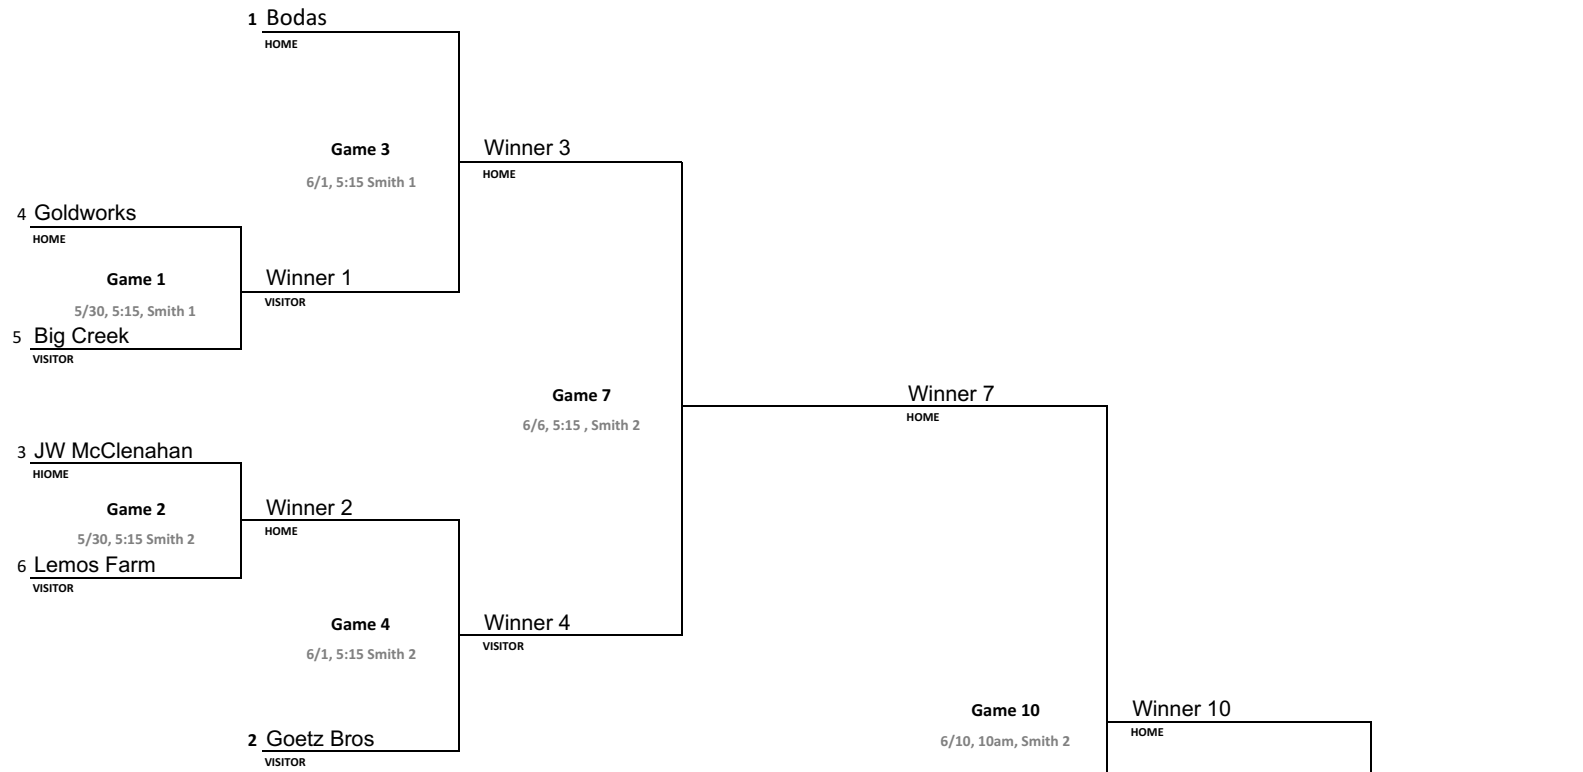 1 Bodas
HOME
Game 3
Winner 3
6/1, 5:15 Smith 1
HOME
4 Goldworks
HOME
Game 1
Winner 1
5/30, 5:15, Smith 1
VISITOR
5 Big Creek
VISITOR
Game 7
Winner 7
6/6, 5:15 , Smith 2
HOME
3 JW McClenahan
HIOME
Game 2
Winner 2
5/30, 5:15 Smith 2
HOME
6 Lemos Farm
VISITOR
Game 4
Winner 4
6/1, 5:15 Smith 2
VISITOR
Game 10
Winner 10
6/10, 10am, Smith 2
HOME
2 Goetz Bros
VISITOR